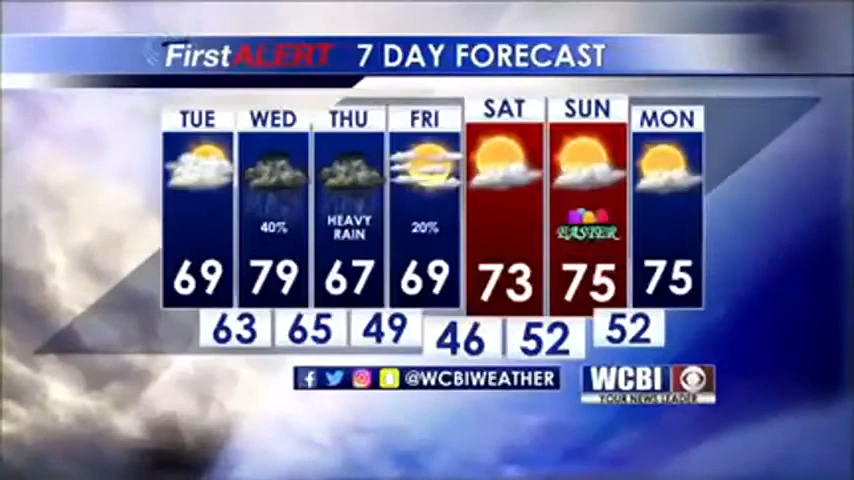 FirstALERT 7 DAY FORECAST
TUE WED THU FRI SAT SUN MON
40% HEAVY RAIN 20% EASTER
69 79 67 69 73 75 75
63 65 49 46 52 52
@WCBIWEATHER
WCBI
YOUR NEWS LEADER